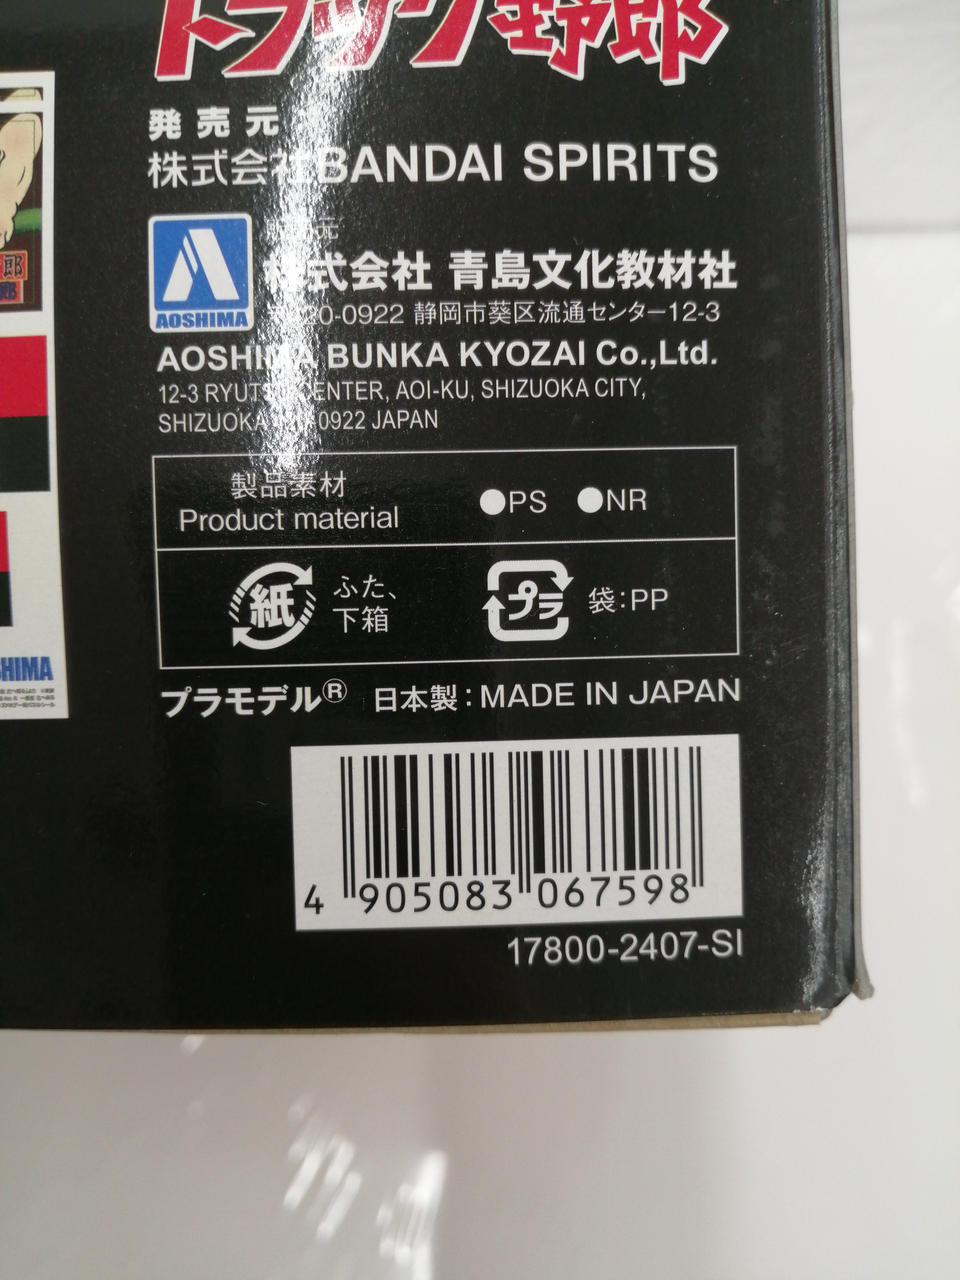 トラック野郎
発売元
株式会社BANDAI SPIRITS
AOSHIMA
株式会社 青島文化教材社
20-0922 静岡市葵区流通センター12-3
AOSHIMA BUNKA KYOZAI Co.,Ltd.
12-3 RYUTSU CENTER, AOI-KU, SHIZUOKA CITY,
SHIZUOKA 0922 JAPAN
製品素材
Product material
●PS ●NR
紙 ふた、
下箱
プラ 袋:PP
プラモデル® 日本製:MADE IN JAPAN
4 905083 067598
17800-2407-SI
郎
SHIMA